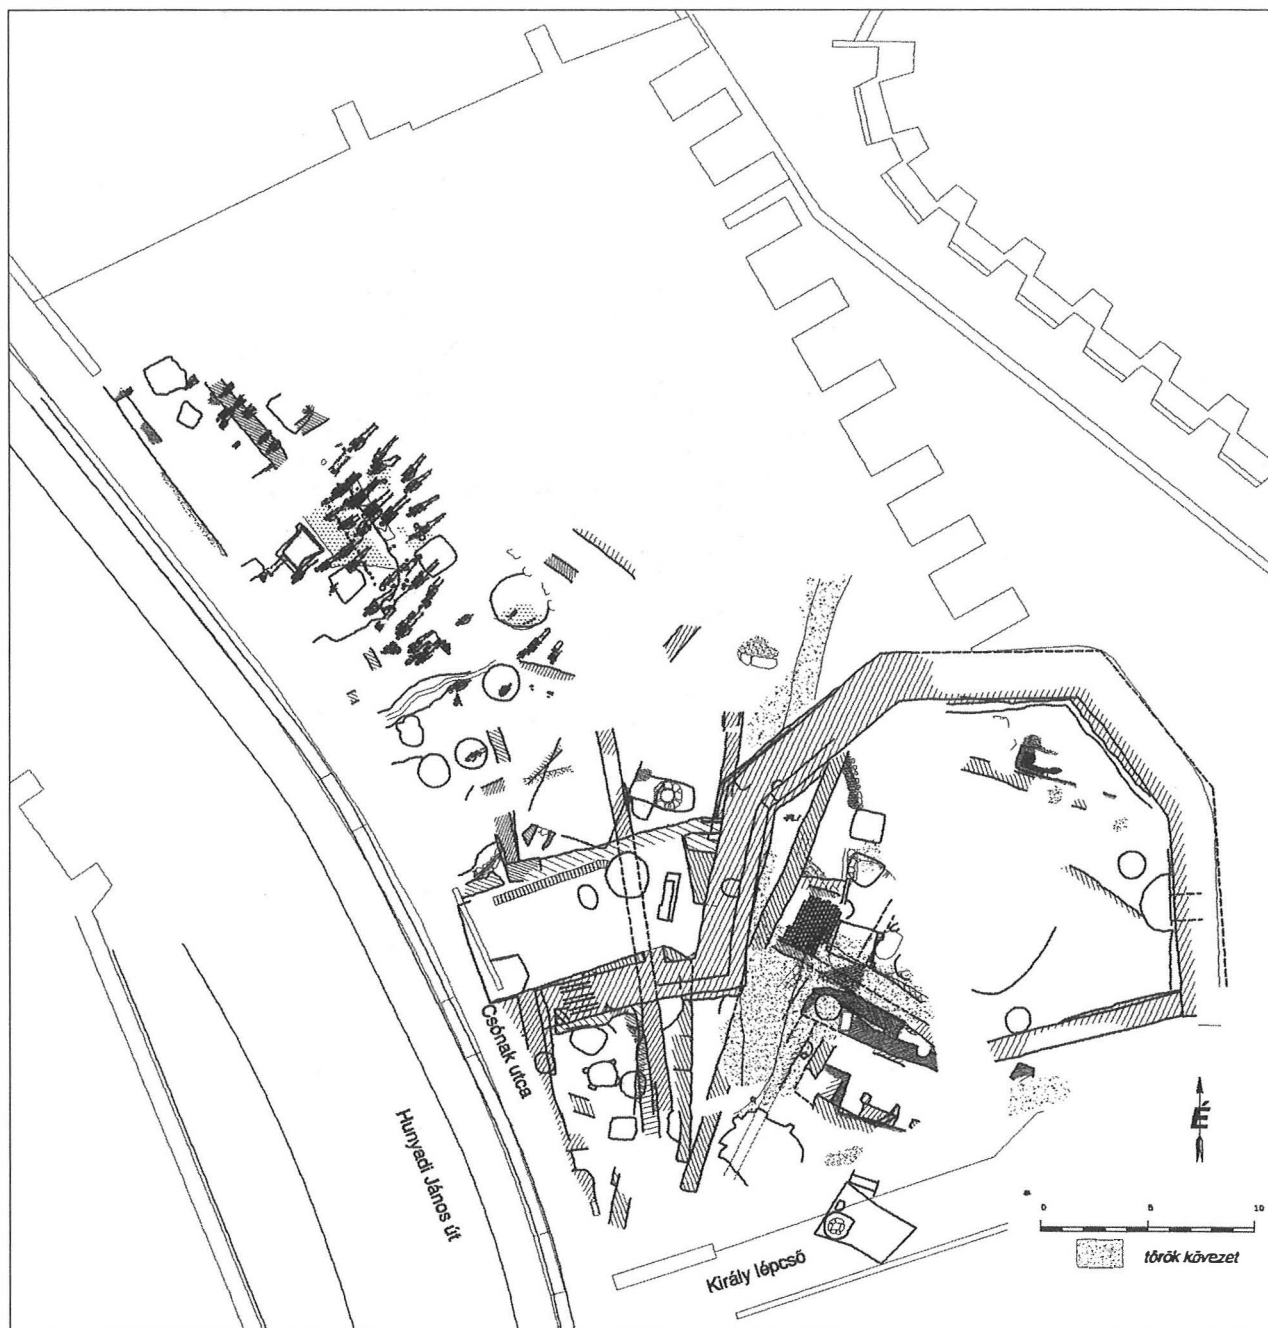 Csónak utca
Hunyadi János út
Király lépcső
É
0 5 10
török kövezet